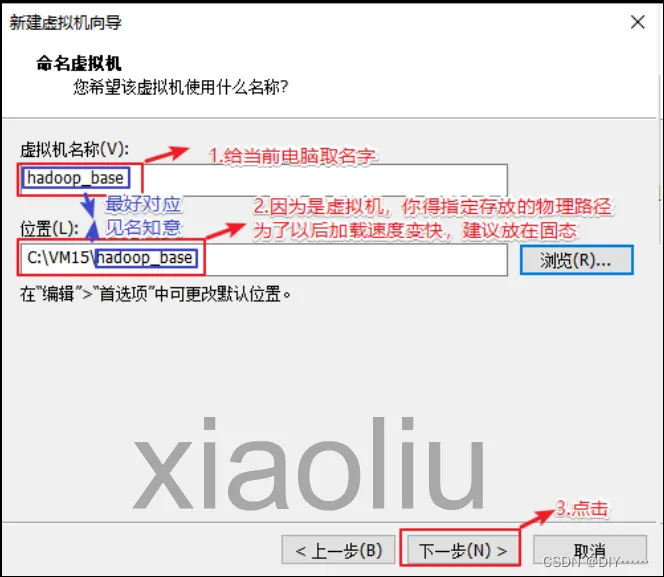 新建虚拟机向导
命名虚拟机
您希望该虚拟机使用什么名称?
虚拟机名称(V):
1.给当前电脑取名字
hadoop_base
最好对应
见名知意
位置(L):
2.因为是虚拟机，你得指定存放的物理路径
为了以后加载速度变快，建议放在固态
C:\VM15\hadoop_base
浏览(R)...
在“编辑”>“首选项”中可更改默认位置。
xiaoliu
3.点击
< 上一步(B)
下一步(N) >
取消
CSDN @DIY……